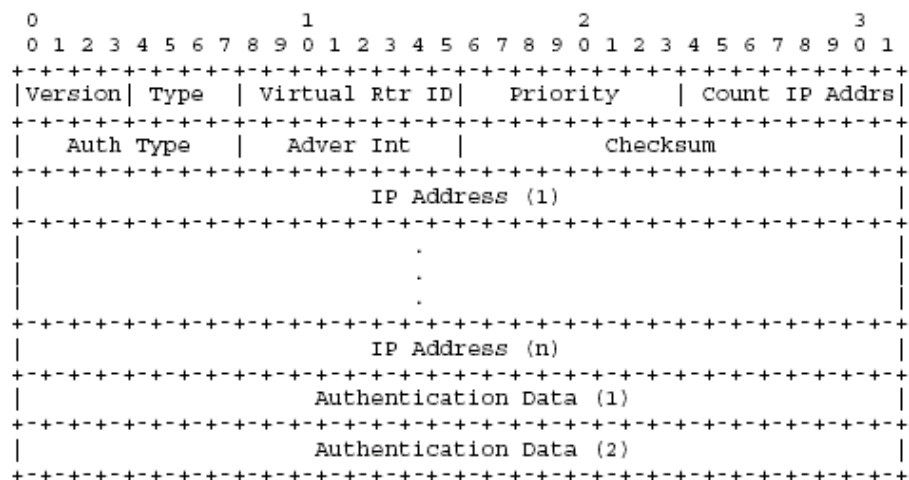 0                   1                   2                   3
 0 1 2 3 4 5 6 7 8 9 0 1 2 3 4 5 6 7 8 9 0 1 2 3 4 5 6 7 8 9 0 1
+-+-+-+-+-+-+-+-+-+-+-+-+-+-+-+-+-+-+-+-+-+-+-+-+-+-+-+-+-+-+-+-+
|Version| Type  | Virtual Rtr ID|   Priority    | Count IP Addrs|
+-+-+-+-+-+-+-+-+-+-+-+-+-+-+-+-+-+-+-+-+-+-+-+-+-+-+-+-+-+-+-+-+
|   Auth Type   |   Adver Int   |          Checksum             |
+-+-+-+-+-+-+-+-+-+-+-+-+-+-+-+-+-+-+-+-+-+-+-+-+-+-+-+-+-+-+-+-+
|                         IP Address (1)                        |
+-+-+-+-+-+-+-+-+-+-+-+-+-+-+-+-+-+-+-+-+-+-+-+-+-+-+-+-+-+-+-+-+
|                            .                                  |
|                            .                                  |
|                            .                                  |
+-+-+-+-+-+-+-+-+-+-+-+-+-+-+-+-+-+-+-+-+-+-+-+-+-+-+-+-+-+-+-+-+
|                         IP Address (n)                        |
+-+-+-+-+-+-+-+-+-+-+-+-+-+-+-+-+-+-+-+-+-+-+-+-+-+-+-+-+-+-+-+-+
|                     Authentication Data (1)                   |
+-+-+-+-+-+-+-+-+-+-+-+-+-+-+-+-+-+-+-+-+-+-+-+-+-+-+-+-+-+-+-+-+
|                     Authentication Data (2)                   |
+-+-+-+-+-+-+-+-+-+-+-+-+-+-+-+-+-+-+-+-+-+-+-+-+-+-+-+-+-+-+-+-+